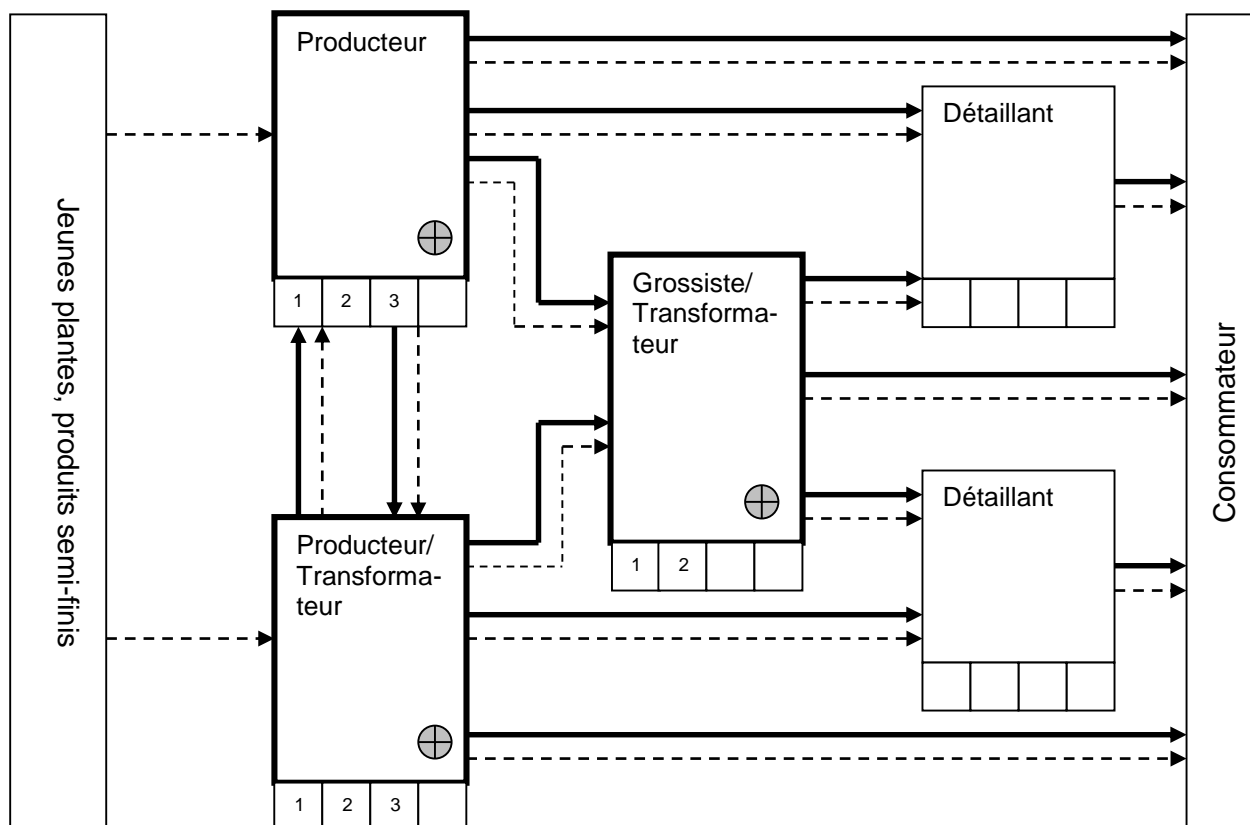 Jeunes plantes, produits semi-finis
Producteur
1 2 3
Producteur/
Transforma-
teur
1 2 3
Grossiste/
Transforma-
teur
1 2
Détaillant
Détaillant
Consommateur